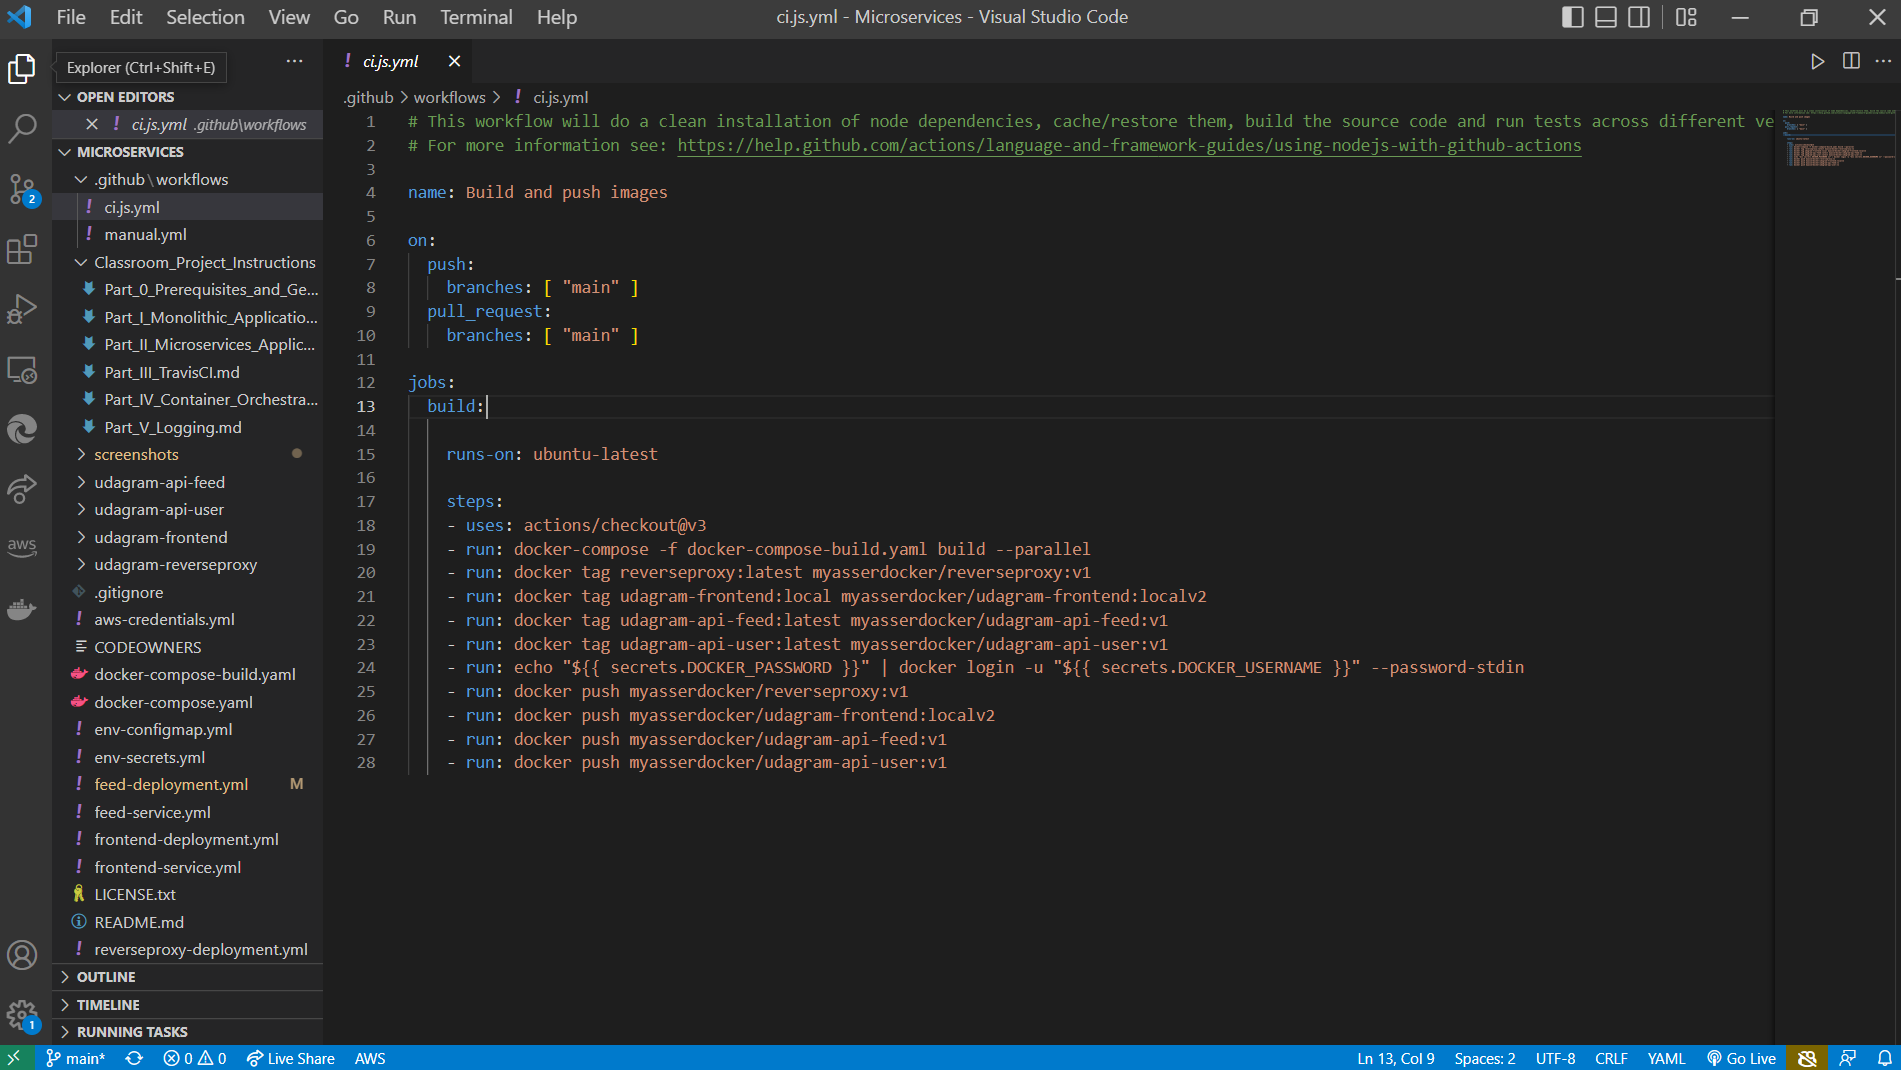 File Edit Selection View Go Run Terminal Help
ci.js.yml - Microservices - Visual Studio Code
Explorer (Ctrl+Shift+E)
OPEN EDITORS
ci.js.yml .github\workflows
MICROSERVICES
.github\workflows
ci.js.yml
manual.yml
Classroom_Project_Instructions
Part_0_Prerequisites_and_Ge...
Part_I_Monolithic_Applicatio...
Part_II_Microservices_Applic...
Part_III_TravisCI.md
Part_IV_Container_Orchestra...
Part_V_Logging.md
screenshots
udagram-api-feed
udagram-api-user
udagram-frontend
udagram-reverseproxy
.gitignore
aws-credentials.yml
CODEOWNERS
docker-compose-build.yaml
docker-compose.yaml
env-configmap.yml
env-secrets.yml
feed-deployment.yml M
feed-service.yml
frontend-deployment.yml
frontend-service.yml
LICENSE.txt
README.md
reverseproxy-deployment.yml
OUTLINE
TIMELINE
RUNNING TASKS
2
aws
1
ci.js.yml
.github > workflows > ! ci.js.yml
1 # This workflow will do a clean installation of node dependencies, cache/restore them, build the source code and run tests across different ve
2 # For more information see: https://help.github.com/actions/language-and-framework-guides/using-nodejs-with-github-actions
3
4 name: Build and push images
5
6 on:
7 push:
8 branches: [ "main" ]
9 pull_request:
10 branches: [ "main" ]
11
12 jobs:
13 build:
14
15 runs-on: ubuntu-latest
16
17 steps:
18 - uses: actions/checkout@v3
19 - run: docker-compose -f docker-compose-build.yaml build --parallel
20 - run: docker tag reverseproxy:latest myasserdocker/reverseproxy:v1
21 - run: docker tag udagram-frontend:local myasserdocker/udagram-frontend:localv2
22 - run: docker tag udagram-api-feed:latest myasserdocker/udagram-api-feed:v1
23 - run: docker tag udagram-api-user:latest myasserdocker/udagram-api-user:v1
24 - run: echo "${{ secrets.DOCKER_PASSWORD }}" | docker login -u "${{ secrets.DOCKER_USERNAME }}" --password-stdin
25 - run: docker push myasserdocker/reverseproxy:v1
26 - run: docker push myasserdocker/udagram-frontend:localv2
27 - run: docker push myasserdocker/udagram-api-feed:v1
28 - run: docker push myasserdocker/udagram-api-user:v1
main* 0 0 Live Share AWS
Ln 13, Col 9 Spaces: 2 UTF-8 CRLF YAML Go Live